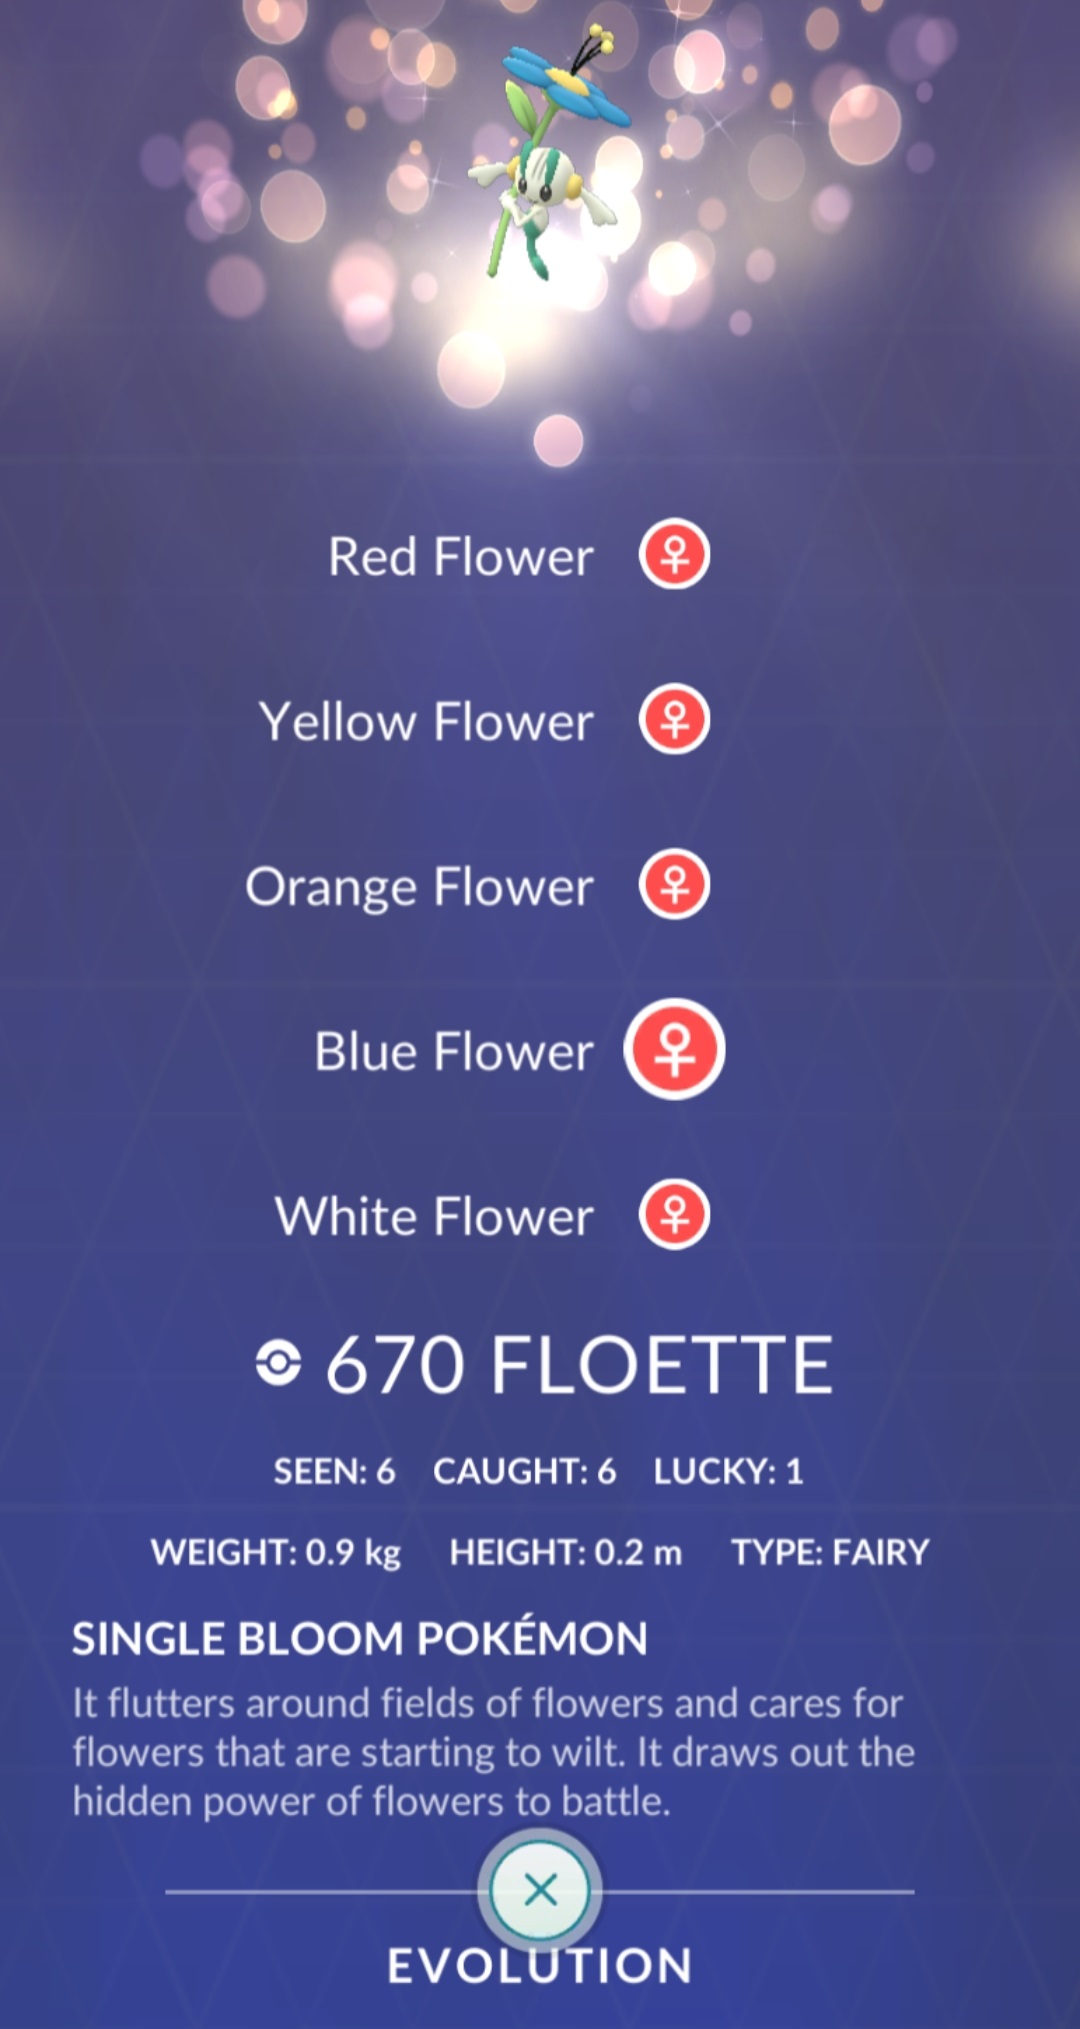 Red Flower
Yellow Flower
Orange Flower
Blue Flower
White Flower
670 FLOETTE
SEEN: 6 CAUGHT: 6 LUCKY: 1
WEIGHT: 0.9 kg HEIGHT: 0.2 m TYPE: FAIRY
SINGLE BLOOM POKÉMON
It flutters around fields of flowers and cares for
flowers that are starting to wilt. It draws out the
hidden power of flowers to battle.
EVOLUTION